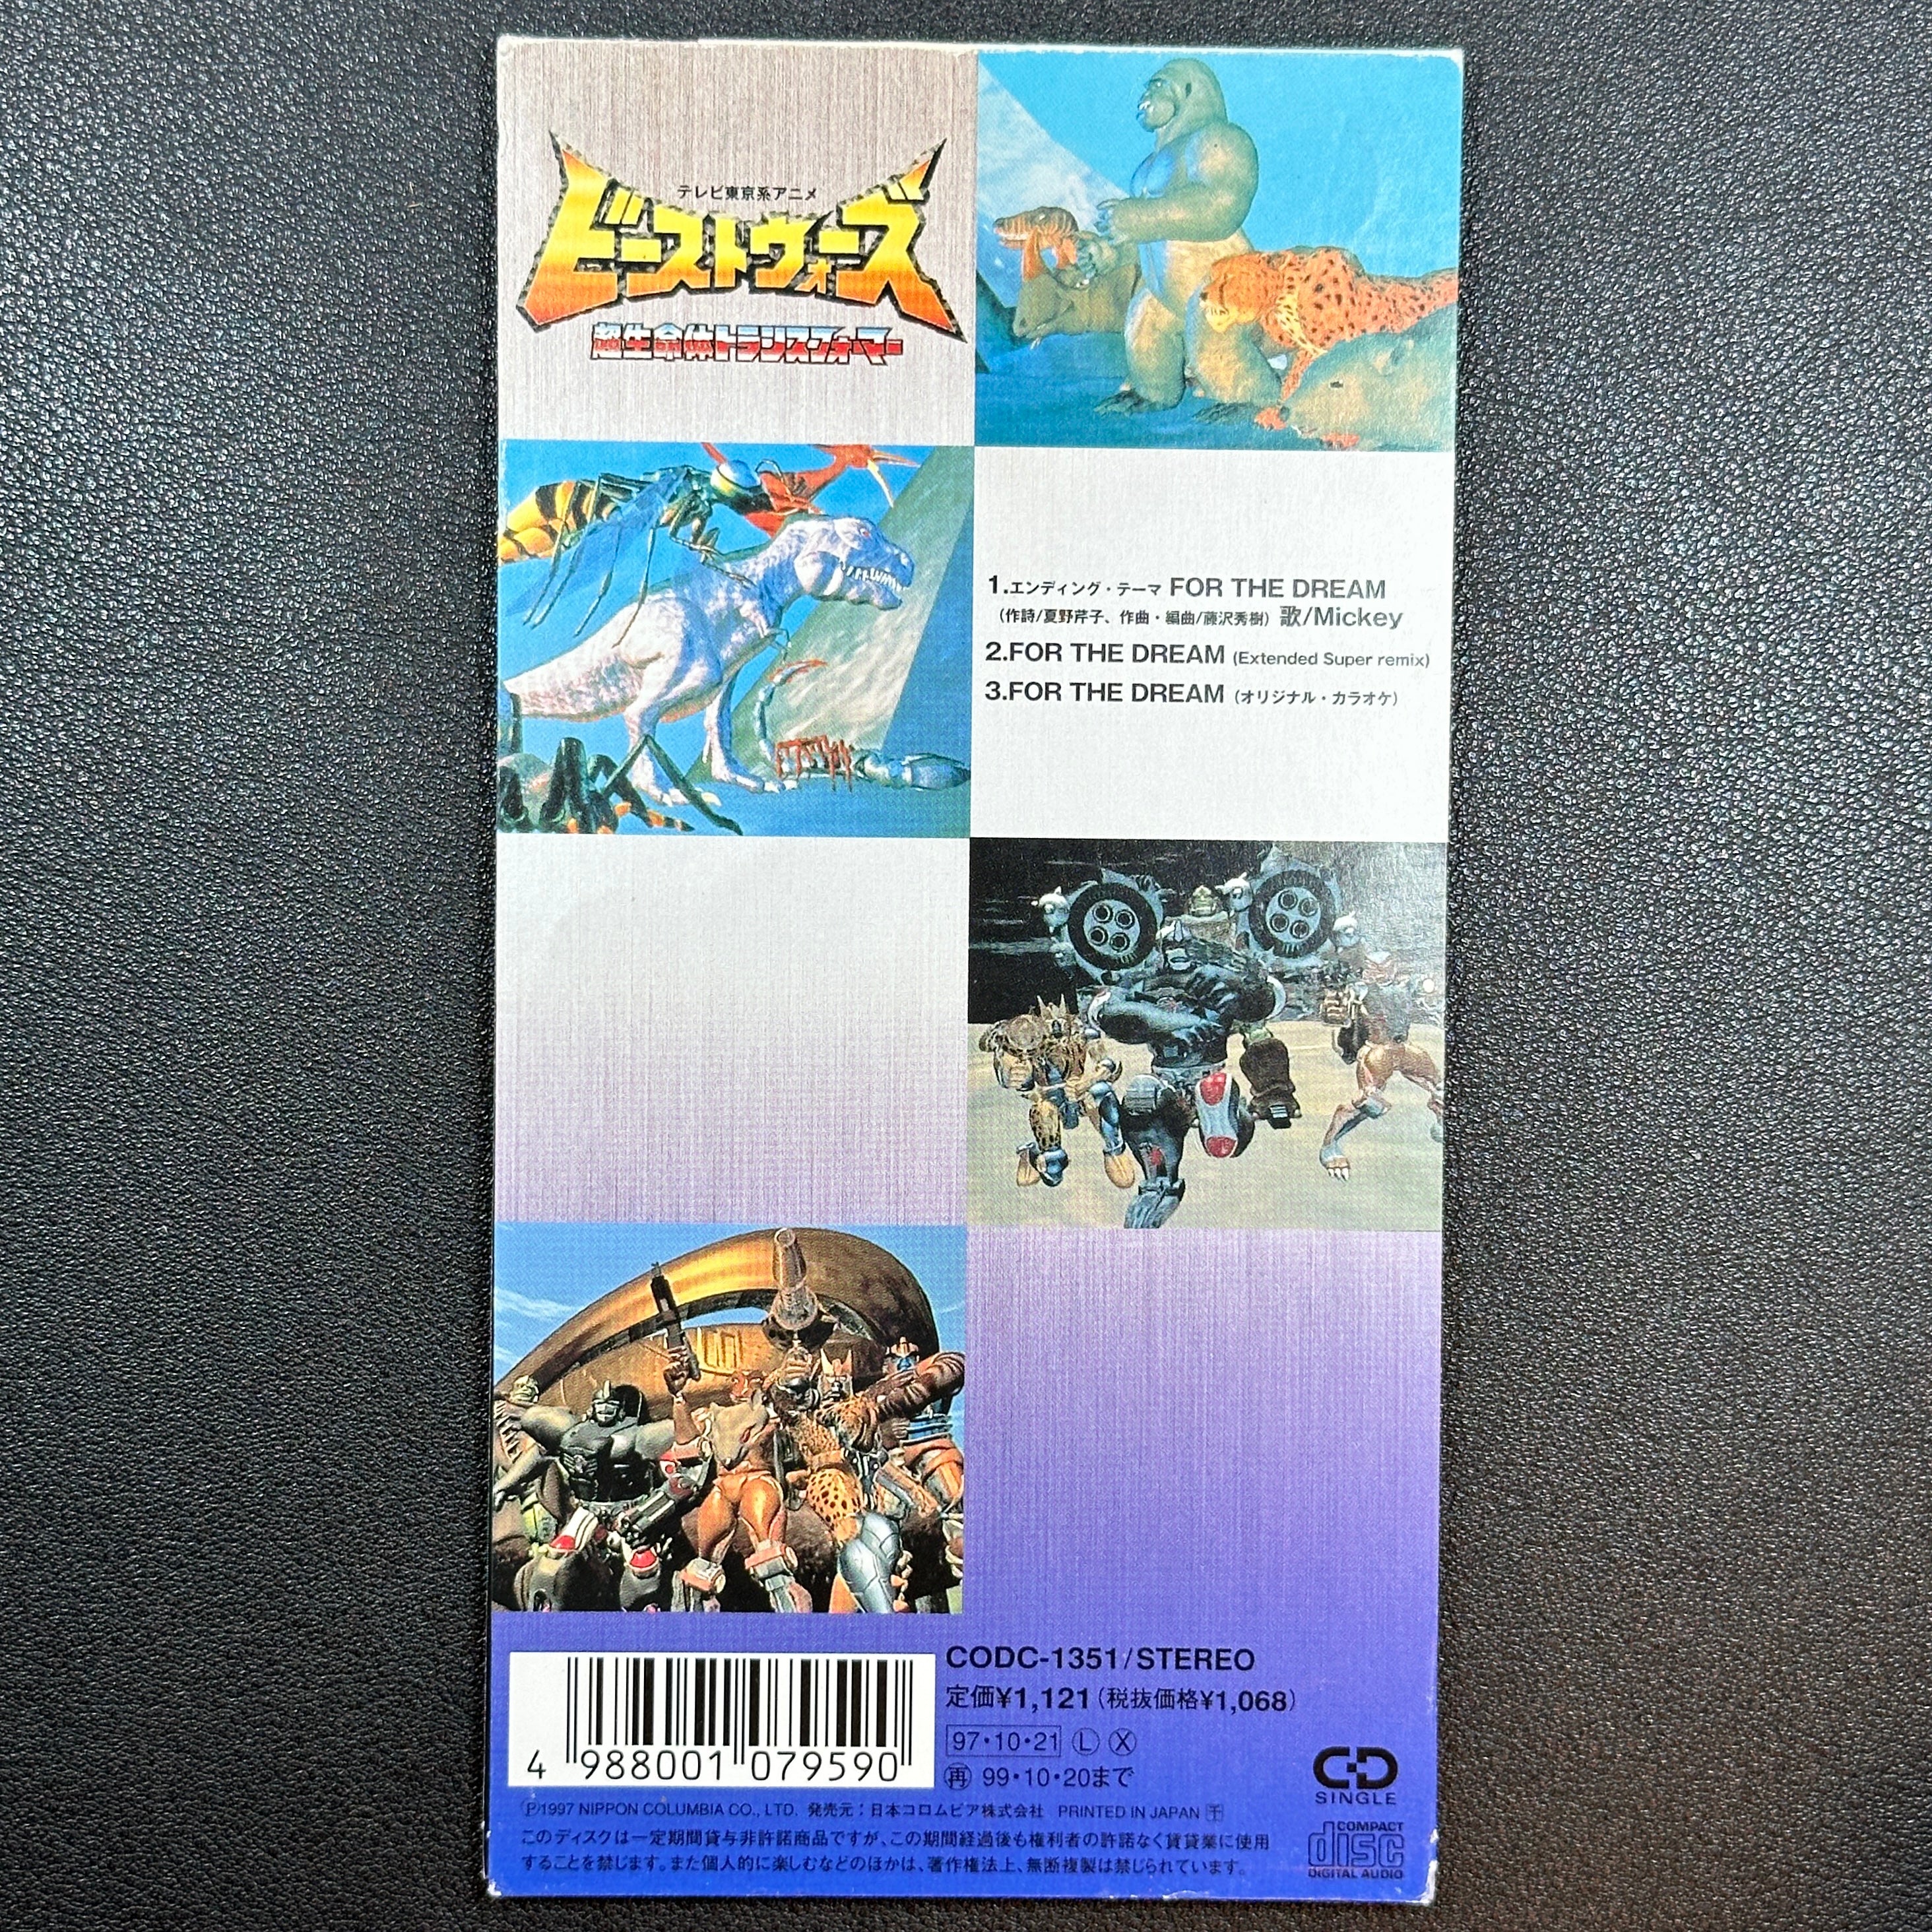 テレビ東京系アニメ
ビーストウォーズ
超生命体トランスフォーマー
1.エンディング・テーマ FOR THE DREAM
(作詩/夏野芹子、作曲・編曲/藤沢秀樹) 歌/Mickey
2.FOR THE DREAM (Extended Super remix)
3.FOR THE DREAM (オリジナル・カラオケ)
CODC-1351/STEREO
定価¥1,121(税抜価格¥1,068)
97・10・21 Ⓛ Ⓧ
㊢ 99・10・20まで
4 988001 079590
CD
SINGLE
Ⓟ1997 NIPPON COLUMBIA CO., LTD. 発売元:日本コロムビア株式会社 PRINTED IN JAPAN 干
このディスクは一定期間貸与非許諾商品ですが、この期間経過後も権利者の許諾なく賃貸業に使用
することを禁じます。また個人的に楽しむなどのほかは、著作権法上、無断複製は禁じられています。
COMPACT
disc
DIGITAL AUDIO